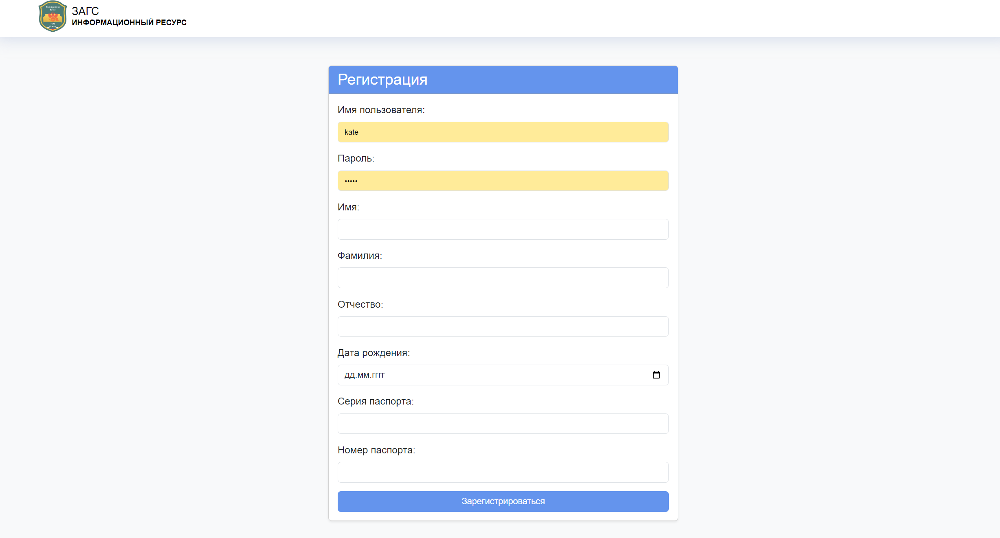 ЗАГС
ИНФОРМАЦИОННЫЙ РЕСУРС
Регистрация
Имя пользователя:
kate
Пароль:
•••••
Имя:
Фамилия:
Отчество:
Дата рождения:
дд.мм.гггг
Серия паспорта:
Номер паспорта:
Зарегистрироваться